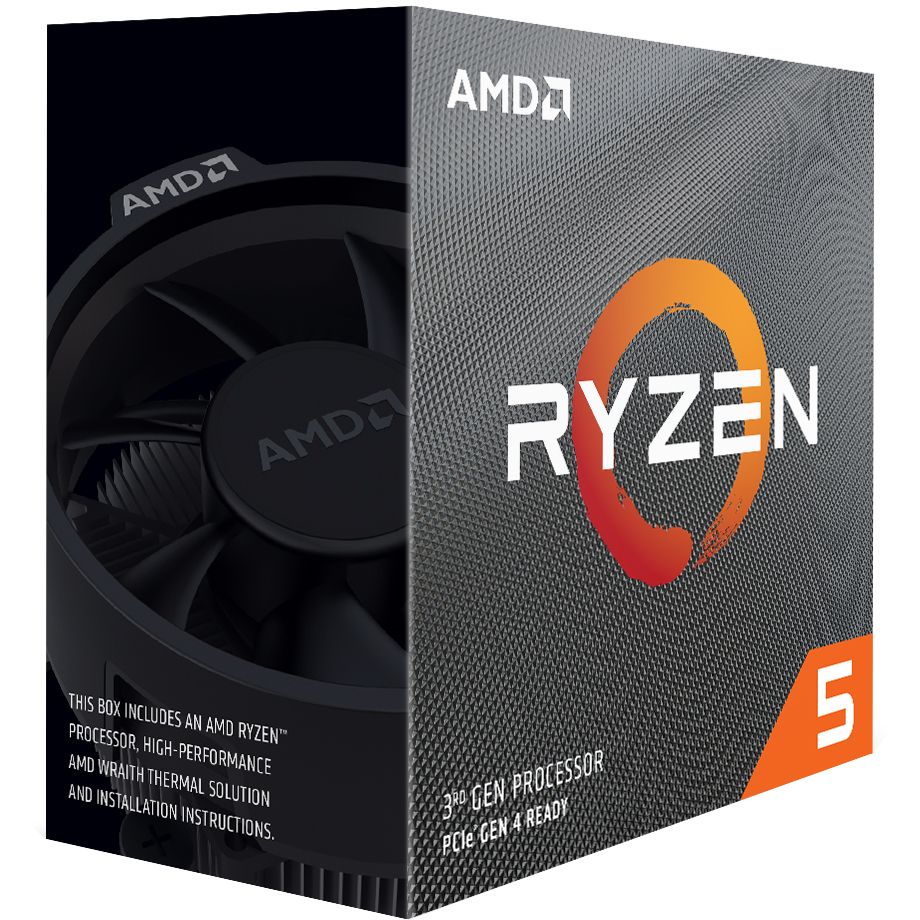 AMD
AMD
THIS BOX INCLUDES AN AMD RYZEN™
PROCESSOR, HIGH-PERFORMANCE
AMD WRAITH THERMAL SOLUTION
AND INSTALLATION INSTRUCTIONS.
AMD
RYZEN
5
3RD GEN PROCESSOR
PCIe GEN 4 READY